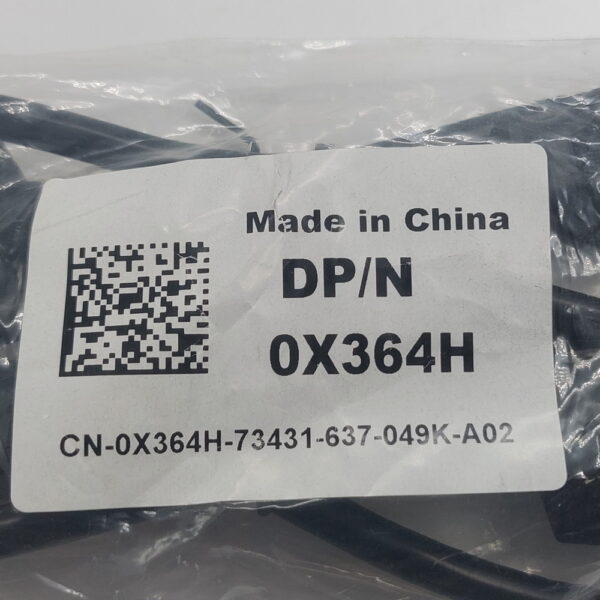 Made in China
DP/N
0X364H
CN-0X364H-73431-637-049K-A02